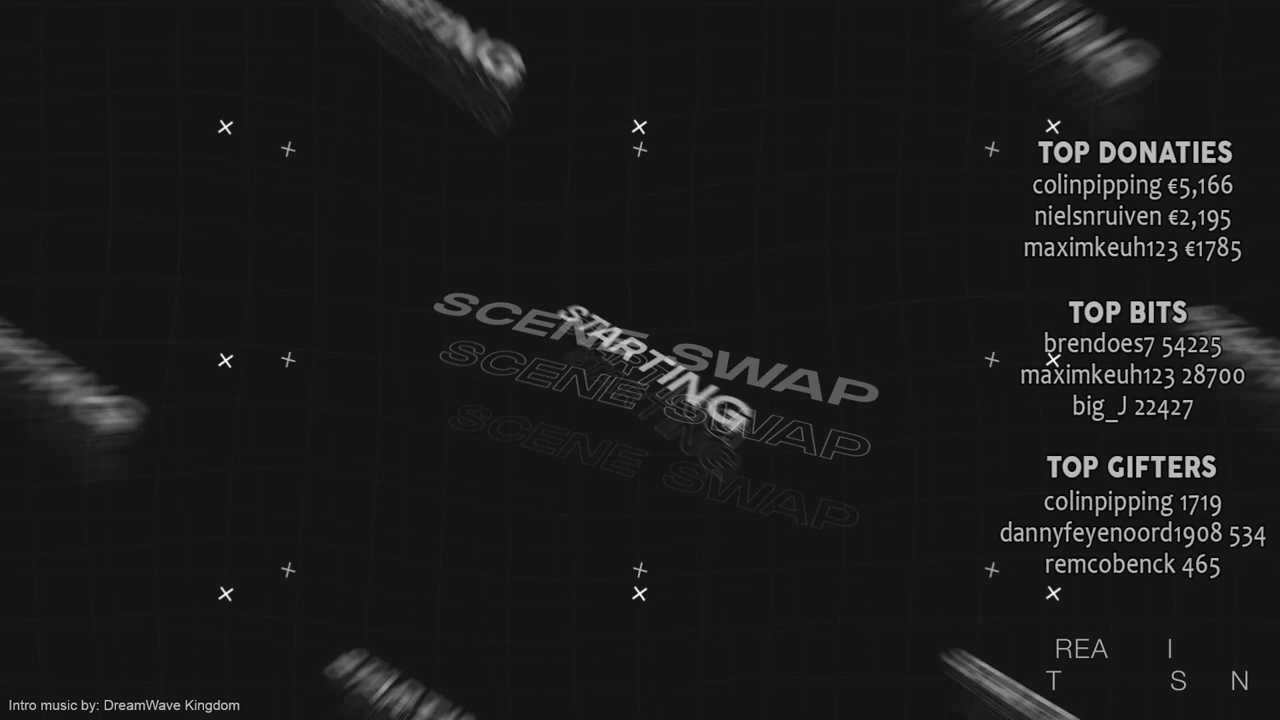 SCENE SWAP
STARTING
SCENE SWAP
SCENE SWAP
TOP DONATIES
colinpipping €5,166
nielsnruiven €2,195
maximkeuh123 €1785
TOP BITS
brendoes7 54225
maximkeuh123 28700
big_J 22427
TOP GIFTERS
colinpipping 1719
dannyfeyenoord1908 534
remcobenck 465
REA I
T S N
Intro music by: DreamWave Kingdom